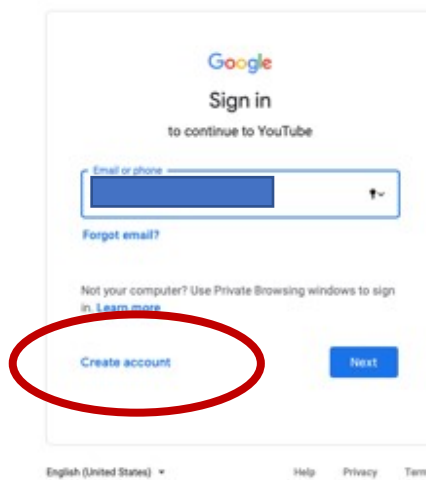 Google
Sign in
to continue to YouTube
Email or phone
Forgot email?
Not your computer? Use Private Browsing windows to sign
in. Learn more
Create account
Next
English (United States)
Help Privacy Term